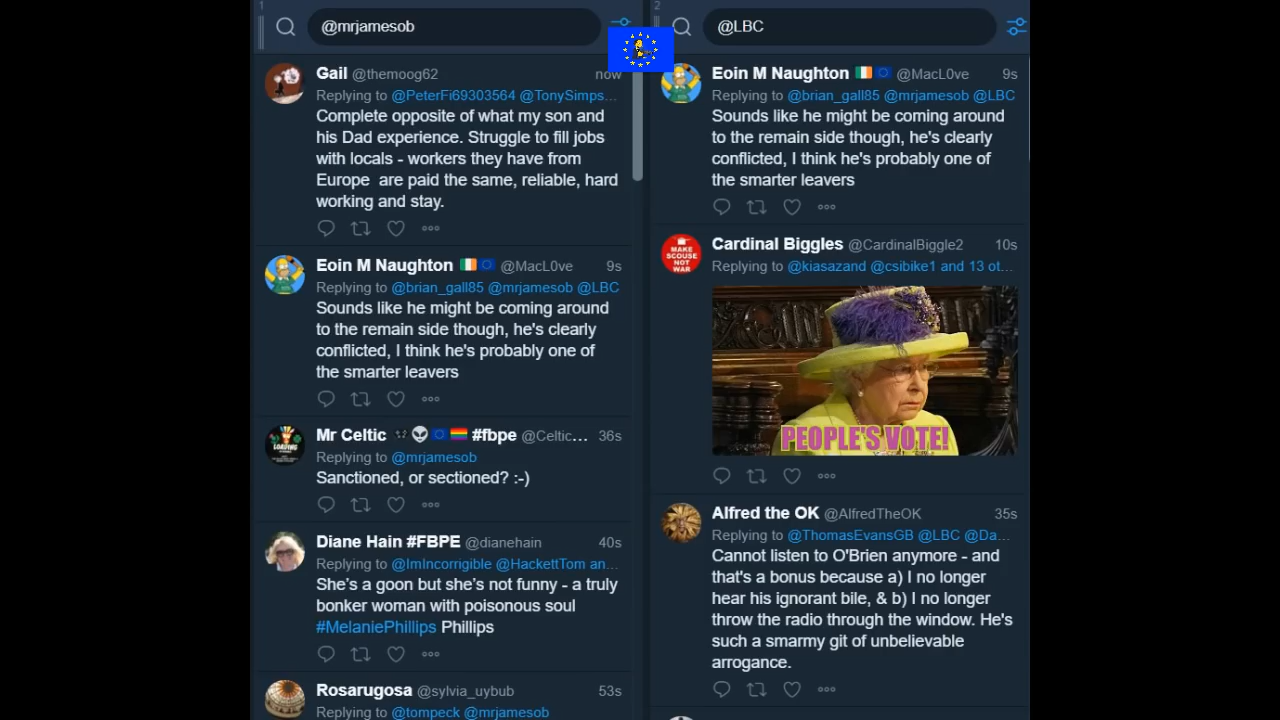 1
@mrjamesob
Gail @themoog62 now
Replying to @PeterFi69303564 @TonySimps...
Complete opposite of what my son and
his Dad experience. Struggle to fill jobs
with locals - workers they have from
Europe are paid the same, reliable, hard
working and stay.
Eoin M Naughton @MacL0ve 9s
Replying to @brian_gall85 @mrjamesob @LBC
Sounds like he might be coming around
to the remain side though, he's clearly
conflicted, I think he's probably one of
the smarter leavers
Mr Celtic #fbpe @Celtic... 36s
Replying to @mrjamesob
Sanctioned, or sectioned? :-)
LOADING
Diane Hain #FBPE @dianehain 40s
Replying to @ImIncorrigible @HackettTom an...
She's a goon but she's not funny - a truly
bonker woman with poisonous soul
#MelaniePhillips Phillips
Rosarugosa @sylvia_uybub 53s
Replying to @tompeck @mrjamesob
2
@LBC
Eoin M Naughton @MacL0ve 9s
Replying to @brian_gall85 @mrjamesob @LBC
Sounds like he might be coming around
to the remain side though, he's clearly
conflicted, I think he's probably one of
the smarter leavers
Cardinal Biggles @CardinalBiggle2 10s
Replying to @kiasazand @csibike1 and 13 ot...
MAKE
SCOUSE
NOT
WAR
PEOPLE'S VOTE!
Alfred the OK @AlfredTheOK 35s
Replying to @ThomasEvansGB @LBC @Da...
Cannot listen to O'Brien anymore - and
that's a bonus because a) I no longer
hear his ignorant bile, & b) I no longer
throw the radio through the window. He's
such a smarmy git of unbelievable
arrogance.